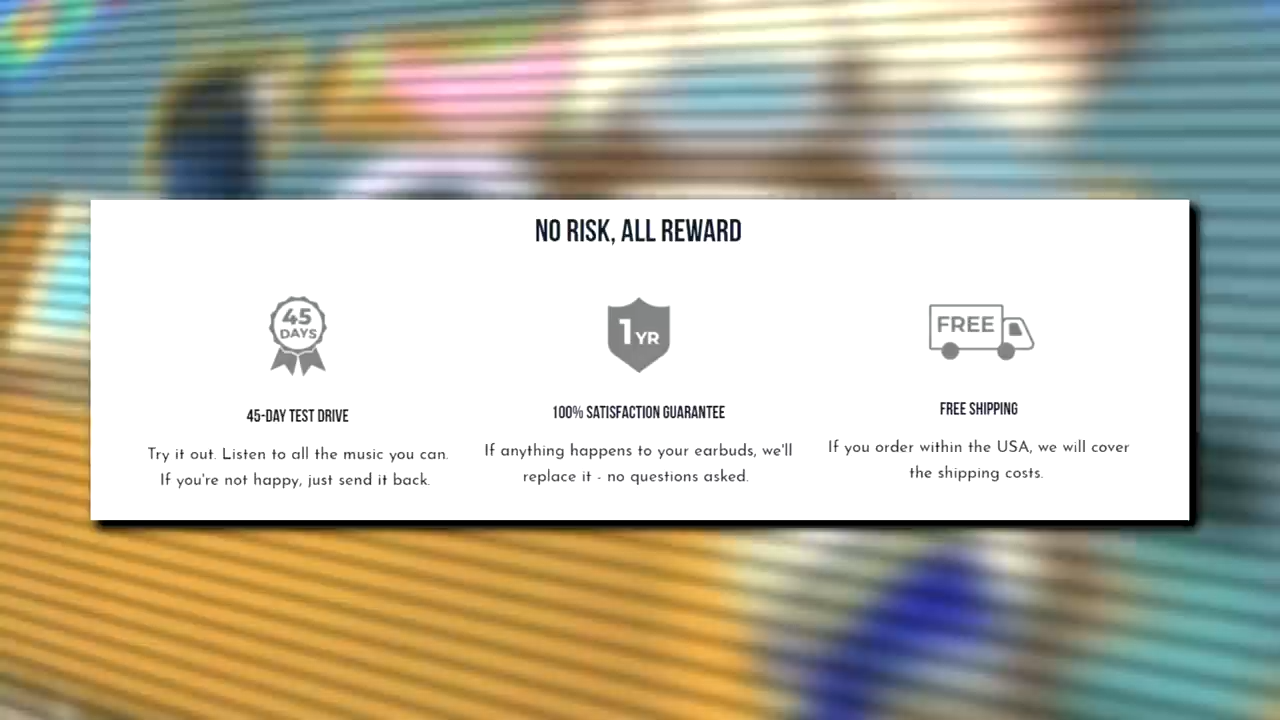 NO RISK, ALL REWARD
45
DAYS
45-DAY TEST DRIVE
Try it out. Listen to all the music you can.
If you're not happy, just send it back.
1 YR
100% SATISFACTION GUARANTEE
If anything happens to your earbuds, we'll
replace it - no questions asked.
FREE
FREE SHIPPING
If you order within the USA, we will cover
the shipping costs.